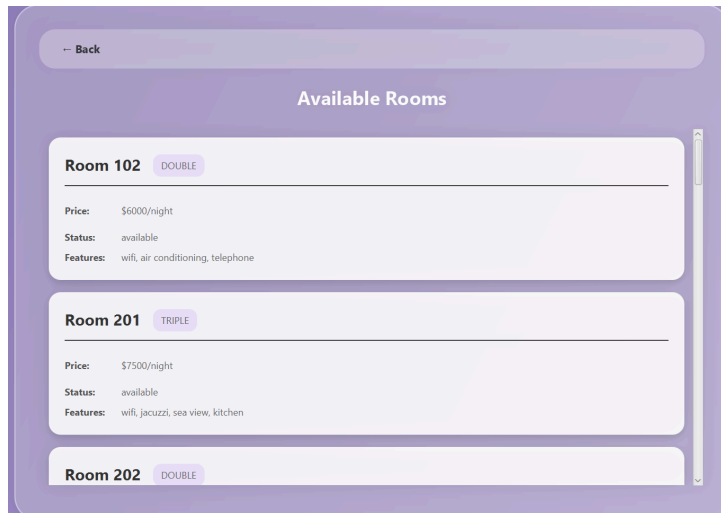 ← Back
Available Rooms
Room 102 DOUBLE
Price: $6000/night
Status: available
Features: wifi, air conditioning, telephone
Room 201 TRIPLE
Price: $7500/night
Status: available
Features: wifi, jacuzzi, sea view, kitchen
Room 202 DOUBLE